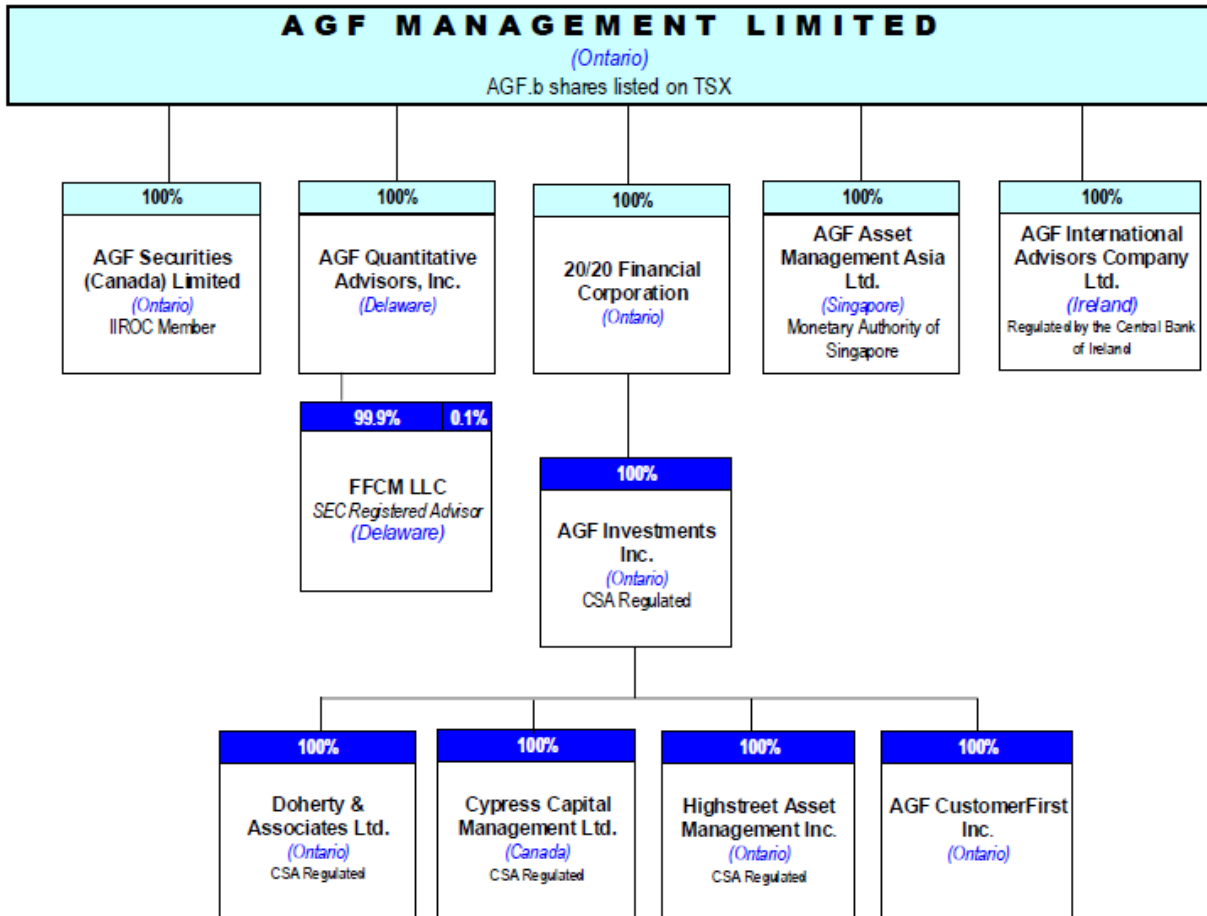 AGF MANAGEMENT LIMITED
(Ontario)
AGF.b shares listed on TSX
100%
AGF Securities
(Canada) Limited
(Ontario)
IIROC Member
100%
AGF Quantitative
Advisors, Inc.
(Delaware)
100%
20/20 Financial
Corporation
(Ontario)
100%
AGF Asset
Management Asia
Ltd.
(Singapore)
Monetary Authority of
Singapore
100%
AGF International
Advisors Company
Ltd.
(Ireland)
Regulated by the Central Bank
of Ireland
99.9% 0.1%
FFCM LLC
SEC Registered Advisor
(Delaware)
100%
AGF Investments
Inc.
(Ontario)
CSA Regulated
100%
Doherty &
Associates Ltd.
(Ontario)
CSA Regulated
100%
Cypress Capital
Management Ltd.
(Canada)
CSA Regulated
100%
Highstreet Asset
Management Inc.
(Ontario)
CSA Regulated
100%
AGF CustomerFirst
Inc.
(Ontario)